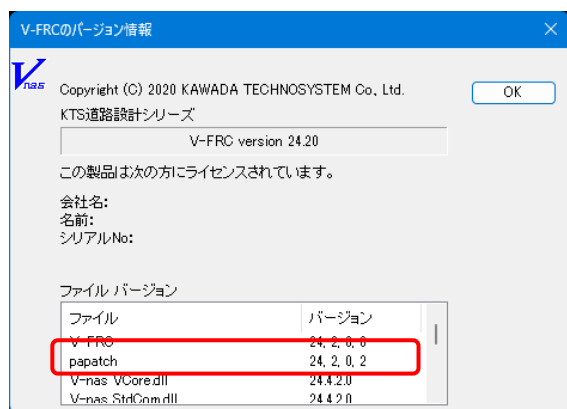 V-FRCのバージョン情報
Vnas
Copyright (C) 2020 KAWADA TECHNOSYSTEM Co., Ltd.
OK
KTS道路設計シリーズ
V-FRC version 24.20
この製品は次の方にライセンスされています。
会社名:
名前:
シリアルNo:
ファイル バージョン
ファイル バージョン
V-FRC 24, 2, 0, 0
papatch 24, 2, 0, 2
V-nas VCore.dll 24.4.2.0
V-nas StdCom.dll 24.4.2.0